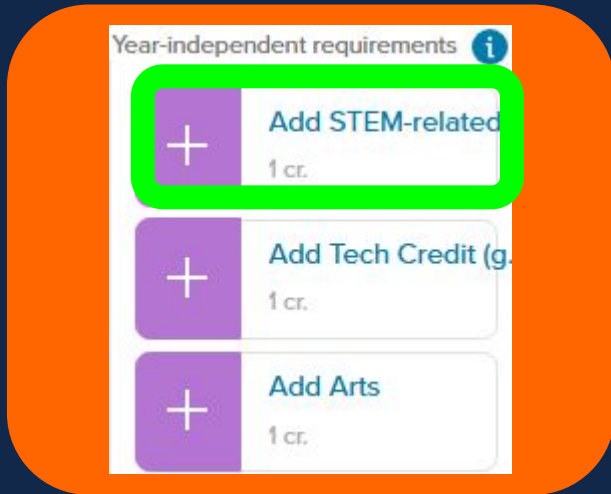 Year-independent requirements i
+ Add STEM-related
1 cr.
+ Add Tech Credit (g.
1 cr.
+ Add Arts
1 cr.